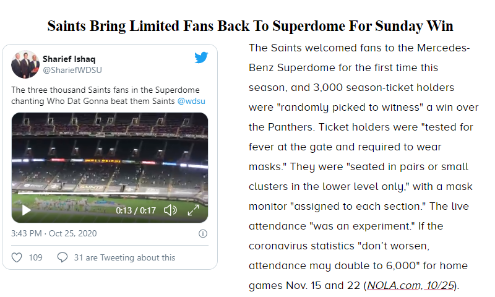 Saints Bring Limited Fans Back To Superdome For Sunday Win
Sharief Ishaq
@ShariefWDSU
The three thousand Saints fans in the Superdome
chanting Who Dat Gonna beat them Saints @wdsu
0:13 / 0:17
3:43 PM · Oct 25, 2020
109
31 are Tweeting about this
The Saints welcomed fans to the Mercedes-
Benz Superdome for the first time this
season, and 3,000 season-ticket holders
were "randomly picked to witness" a win over
the Panthers. Ticket holders were "tested for
fever at the gate and required to wear
masks." They were "seated in pairs or small
clusters in the lower level only," with a mask
monitor "assigned to each section." The live
attendance "was an experiment." If the
coronavirus statistics "don't worsen,
attendance may double to 6,000" for home
games Nov. 15 and 22 (NOLA.com, 10/25).